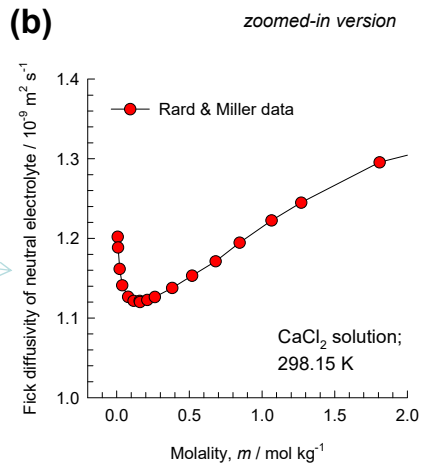 (b)
zoomed-in version
Fick diffusivity of neutral electrolyte / 10⁻⁹ m² s⁻¹
1.4
1.3
1.2
1.1
1.0
Rard & Miller data
CaCl₂ solution;
298.15 K
0.0 0.5 1.0 1.5 2.0
Molality, m / mol kg⁻¹